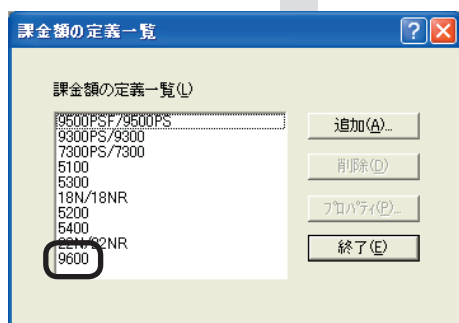 課金額の定義一覧
課金額の定義一覧(L)
9500PSF/9500PS
9300PS/9300
7300PS/7300
5100
5300
18N/18NR
5200
5400
22N/22NR
9600
追加(A)...
削除(D)
プロパティ(P)...
終了(E)